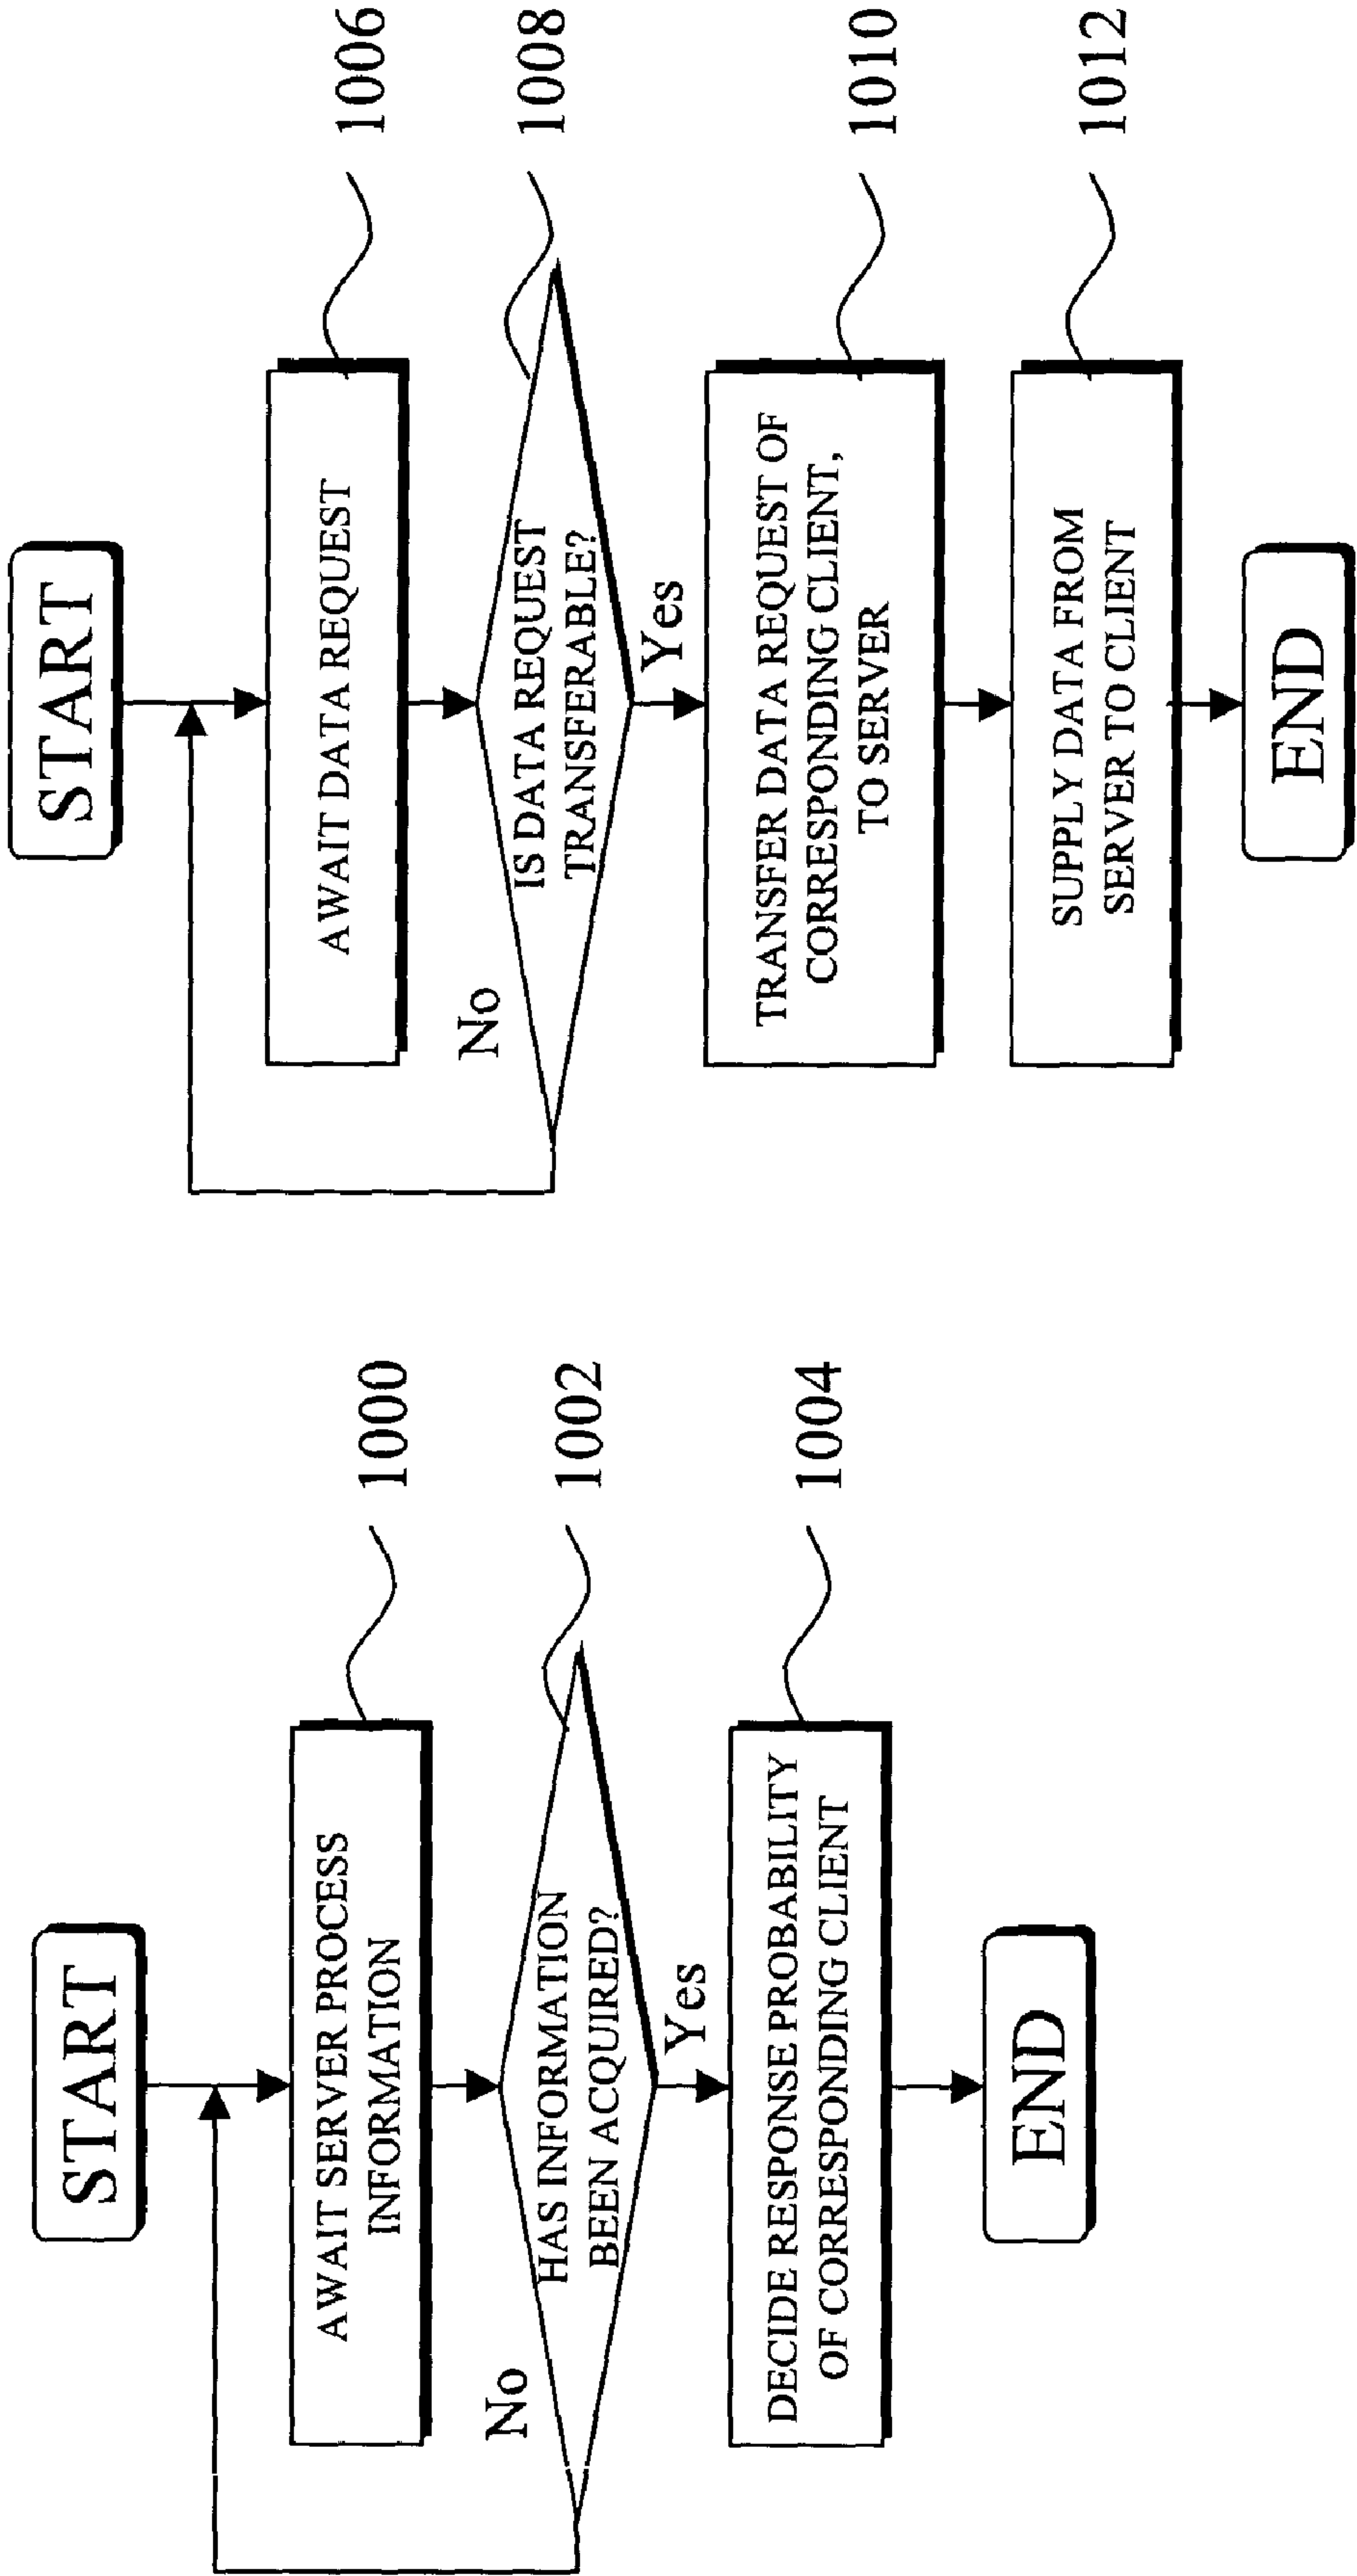 START
AWAIT SERVER PROCESS
INFORMATION
1000
HAS INFORMATION
BEEN ACQUIRED?
1002
No
Yes
DECIDE RESPONSE PROBABILITY
OF CORRESPONDING CLIENT
1004
END
START
AWAIT DATA REQUEST
1006
IS DATA REQUEST
TRANSFERABLE?
1008
No
Yes
TRANSFER DATA REQUEST OF
CORRESPONDING CLIENT,
TO SERVER
1010
SUPPLY DATA FROM
SERVER TO CLIENT
1012
END